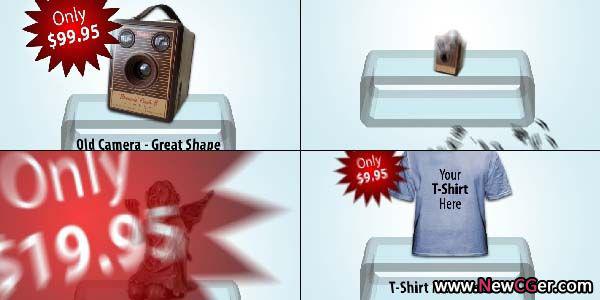 Only
$99.95
Old Camera - Great Shape
Only
$19.95
Only
$9.95
Your
T-Shirt
Here
T-Shirt
www.NewCGer.com